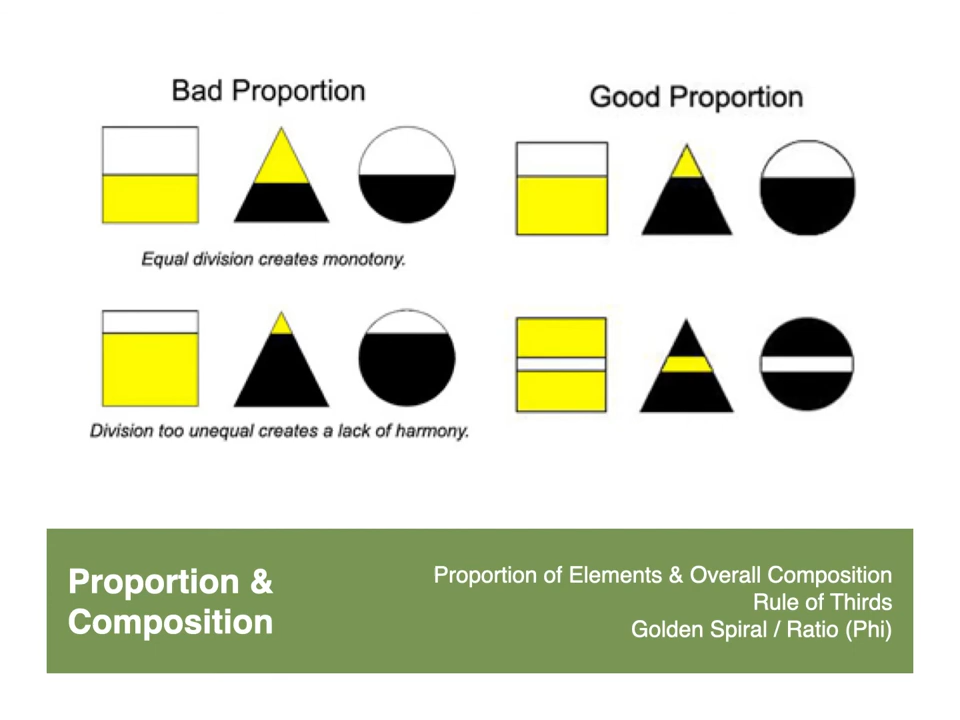 Bad Proportion
Good Proportion
Equal division creates monotony.
Division too unequal creates a lack of harmony.
Proportion &
Composition
Proportion of Elements & Overall Composition
Rule of Thirds
Golden Spiral / Ratio (Phi)